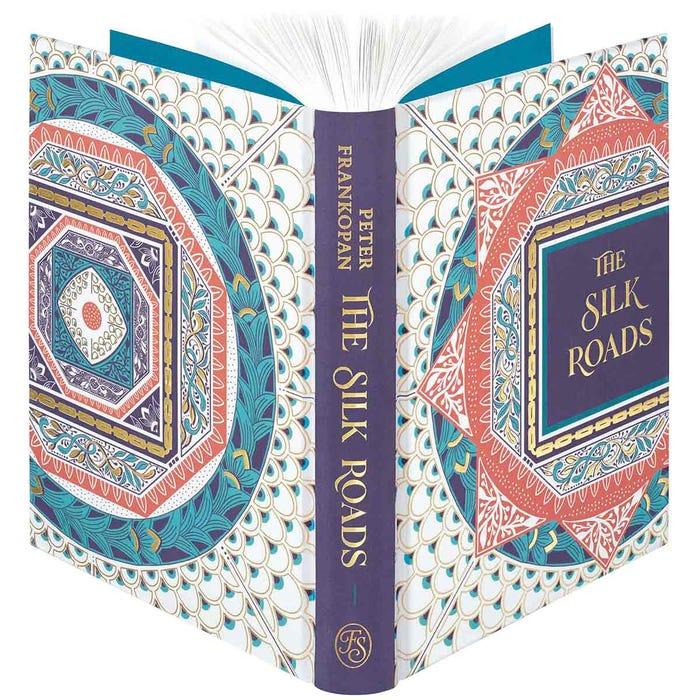 PETER
FRANKOPAN
THE SILK ROADS
FS
THE
SILK
ROADS